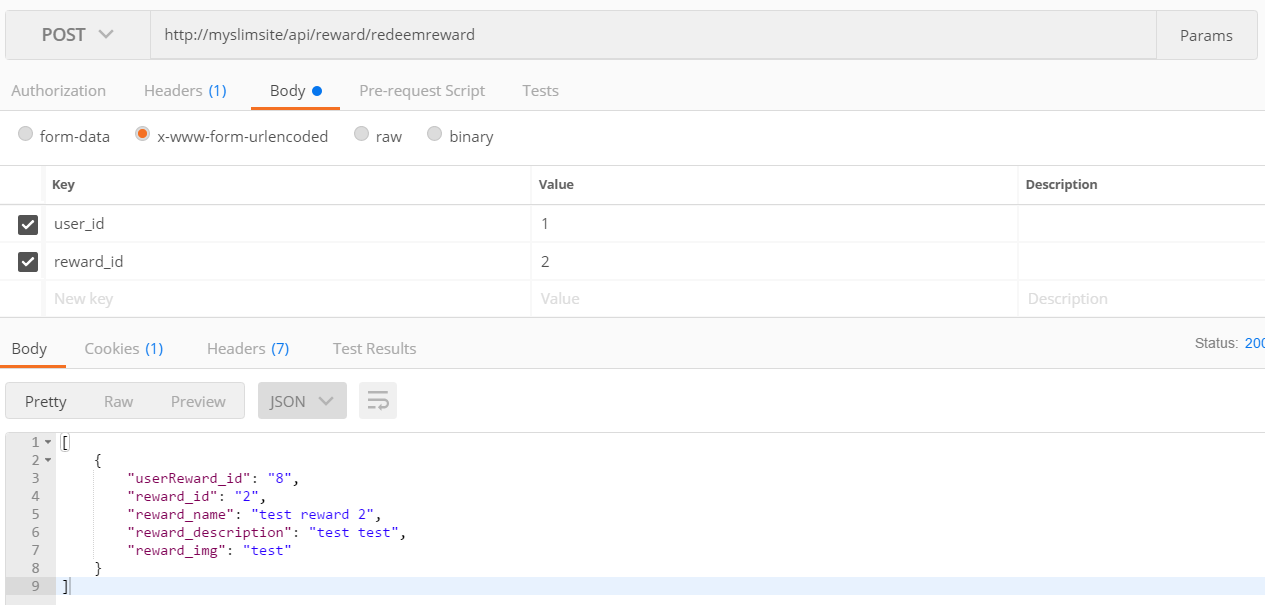 POST http://myslimsite/api/reward/redeemreward Params
Authorization Headers (1) Body Pre-request Script Tests
form-data x-www-form-urlencoded raw binary
Key Value Description
user_id 1
reward_id 2
New key Value Description
Body Cookies (1) Headers (7) Test Results Status: 200
Pretty Raw Preview JSON
1 [
2 {
3 "userReward_id": "8",
4 "reward_id": "2",
5 "reward_name": "test reward 2",
6 "reward_description": "test test",
7 "reward_img": "test"
8 }
9 ]